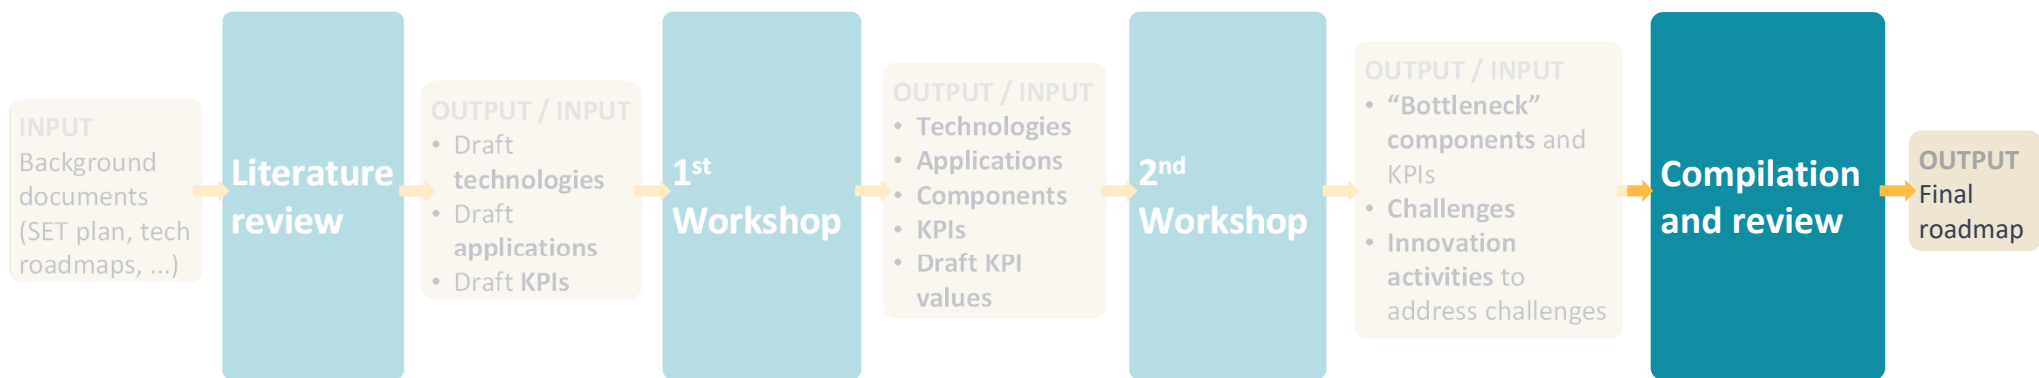 INPUT
Background
documents
(SET plan, tech
roadmaps, ...)
Literature
review
OUTPUT / INPUT
• Draft
technologies
• Draft
applications
• Draft KPIs
1st
Workshop
OUTPUT / INPUT
• Technologies
• Applications
• Components
• KPIs
• Draft KPI
values
2nd
Workshop
OUTPUT / INPUT
• “Bottleneck”
components and
KPIs
• Challenges
• Innovation
activities to
address challenges
Compilation
and review
OUTPUT
Final
roadmap